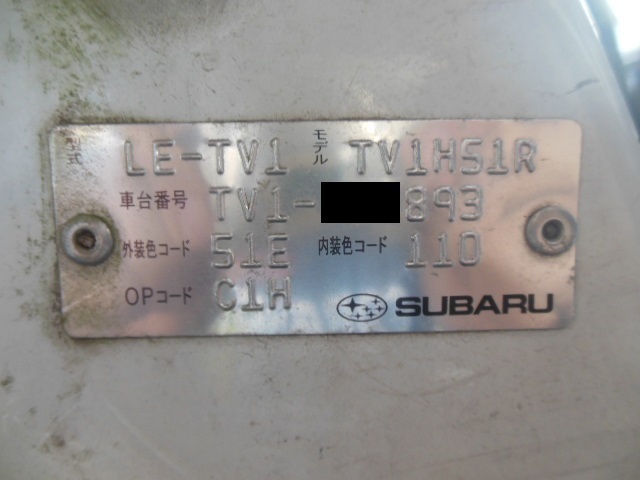 型式 LE-TV1 モデル TV1H51R
車台番号 TV1- 893
外装色コード 51E 内装色コード 110
OPコード C1H SUBARU